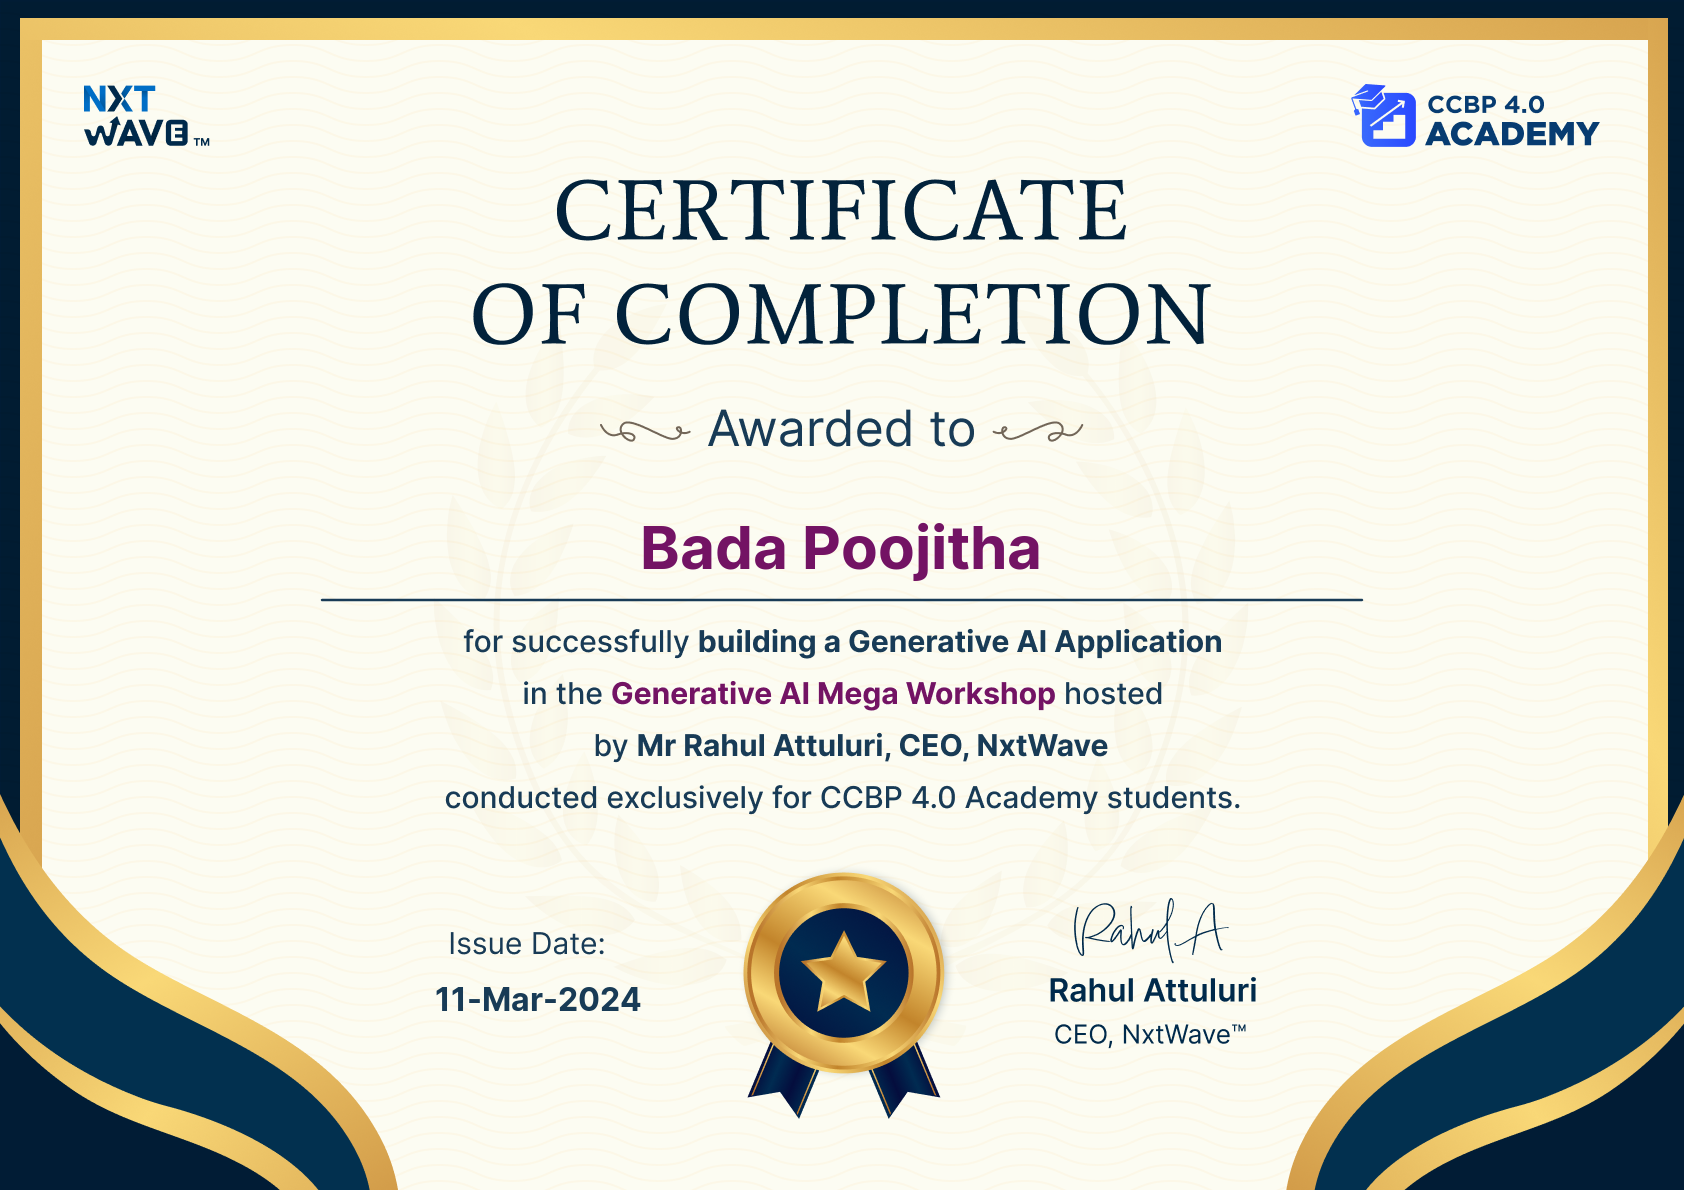 NXT
WAVE™
CCBP 4.0
ACADEMY
CERTIFICATE
OF COMPLETION
Awarded to
Bada Poojitha
for successfully building a Generative AI Application
in the Generative AI Mega Workshop hosted
by Mr Rahul Attuluri, CEO, NxtWave
conducted exclusively for CCBP 4.0 Academy students.
Issue Date:
11-Mar-2024
Rahul A
Rahul Attuluri
CEO, NxtWave™